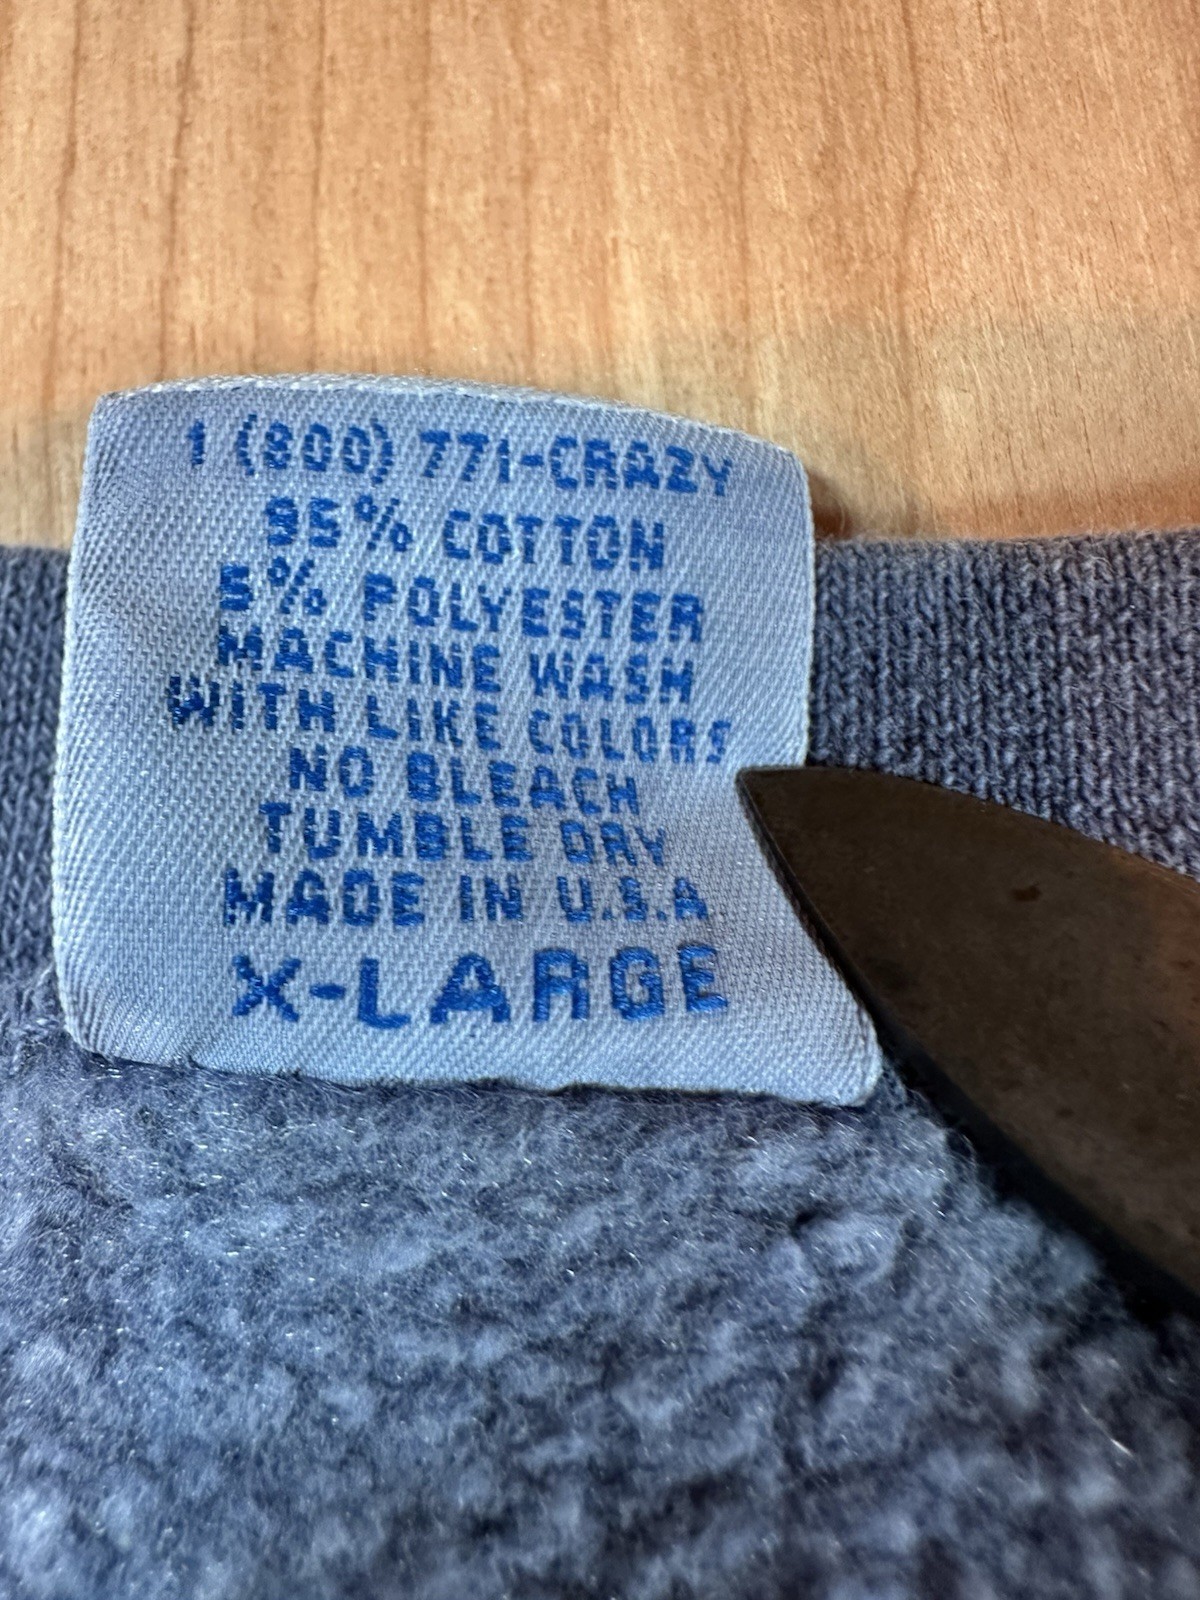 1 (800) 771-CRAZY
95% COTTON
5% POLYESTER
MACHINE WASH
WITH LIKE COLORS
NO BLEACH
TUMBLE DRY
MADE IN U.S.A
X-LARGE